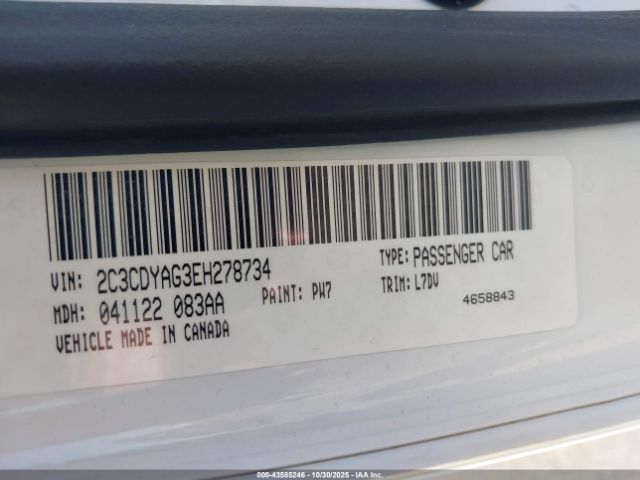 VIN: 2C3CDYAG3EH278734
TYPE: PASSENGER CAR
MDH: 041122 083AA
PAINT: PW7
TRIM: L7DV
VEHICLE MADE IN CANADA
4658843
000-43585246 | 10/30/2025 | IAA Inc.